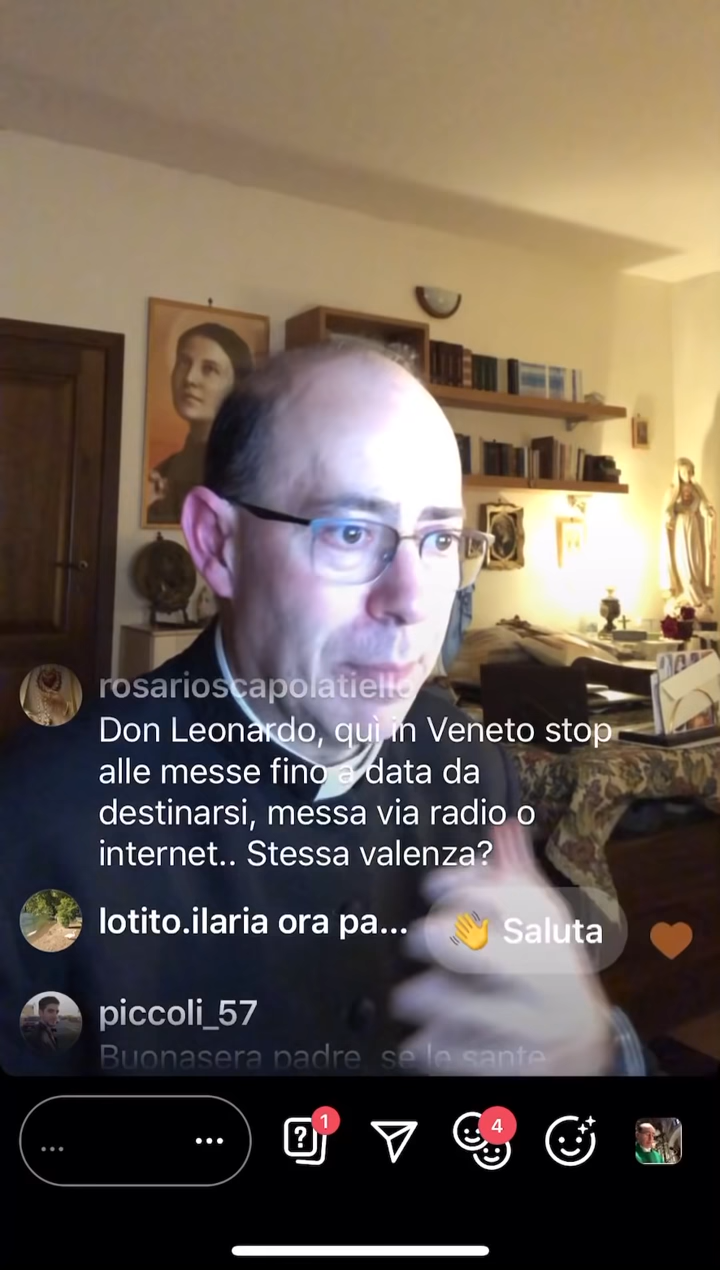 rosarioscapolatiello
Don Leonardo, quì in Veneto stop
alle messe fino a data da
destinarsi, messa via radio o
internet.. Stessa valenza?
lotito.ilaria ora pa...
👋 Saluta
piccoli_57
Buonasera padre se le sante
...
...
1
4